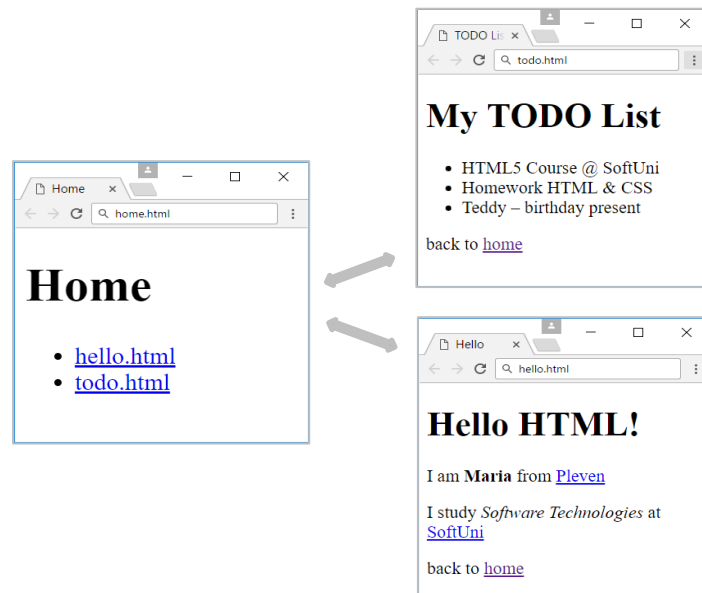 Home
home.html
Home
hello.html
todo.html
TODO Lis
todo.html
My TODO List
HTML5 Course @ SoftUni
Homework HTML & CSS
Teddy – birthday present
back to home
Hello
hello.html
Hello HTML!
I am Maria from Pleven
I study Software Technologies at
SoftUni
back to home